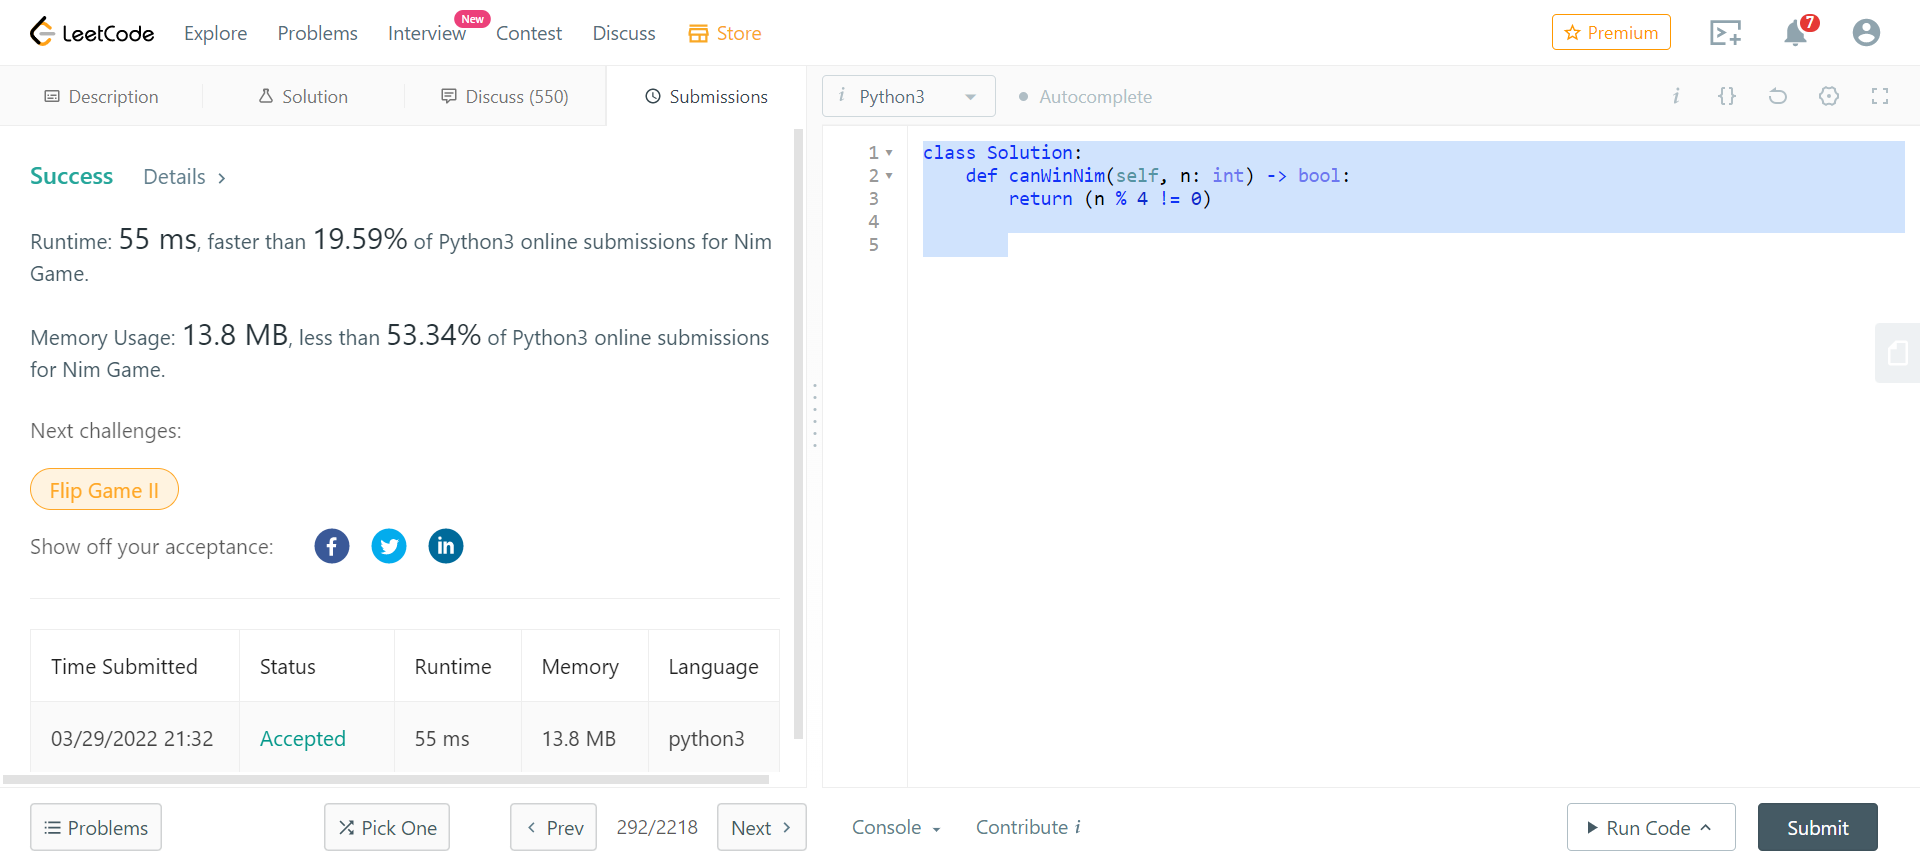 LeetCode Explore Problems Interview New Contest Discuss Store Premium 7
Description Solution Discuss (550) Submissions i Python3 Autocomplete i {}
Success Details >
Runtime: 55 ms, faster than 19.59% of Python3 online submissions for Nim
Game.
Memory Usage: 13.8 MB, less than 53.34% of Python3 online submissions
for Nim Game.
Next challenges:
Flip Game II
Show off your acceptance: f in
Time Submitted Status Runtime Memory Language
03/29/2022 21:32 Accepted 55 ms 13.8 MB python3
1 class Solution:
2     def canWinNim(self, n: int) -> bool:
3         return (n % 4 != 0)
4
5
Problems Pick One < Prev 292/2218 Next > Console Contribute i Run Code Submit